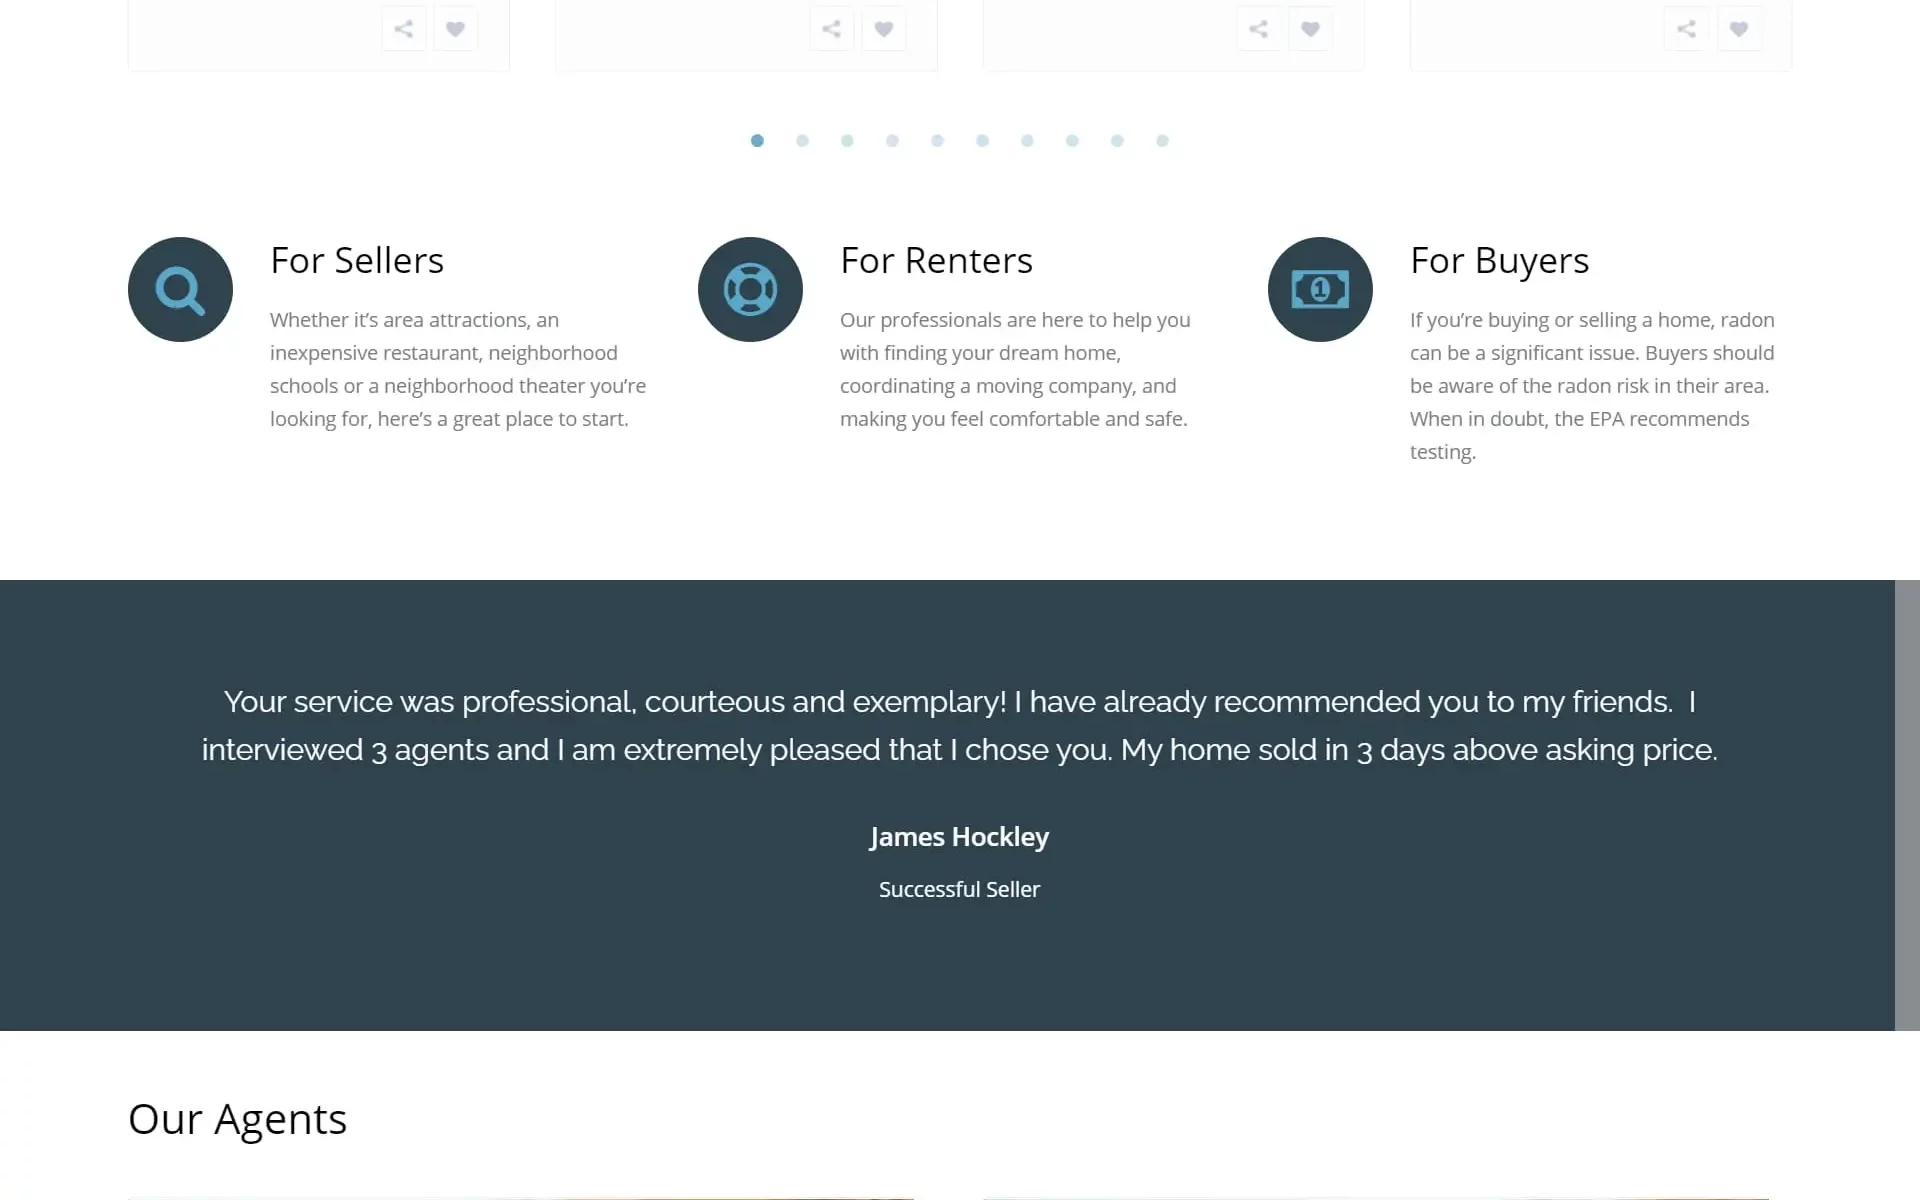 For Sellers
Whether it’s area attractions, an
inexpensive restaurant, neighborhood
schools or a neighborhood theater you’re
looking for, here’s a great place to start.
For Renters
Our professionals are here to help you
with finding your dream home,
coordinating a moving company, and
making you feel comfortable and safe.
1
For Buyers
If you’re buying or selling a home, radon
can be a significant issue. Buyers should
be aware of the radon risk in their area.
When in doubt, the EPA recommends
testing.
Your service was professional, courteous and exemplary! I have already recommended you to my friends.  I
interviewed 3 agents and I am extremely pleased that I chose you. My home sold in 3 days above asking price.
James Hockley
Successful Seller
Our Agents